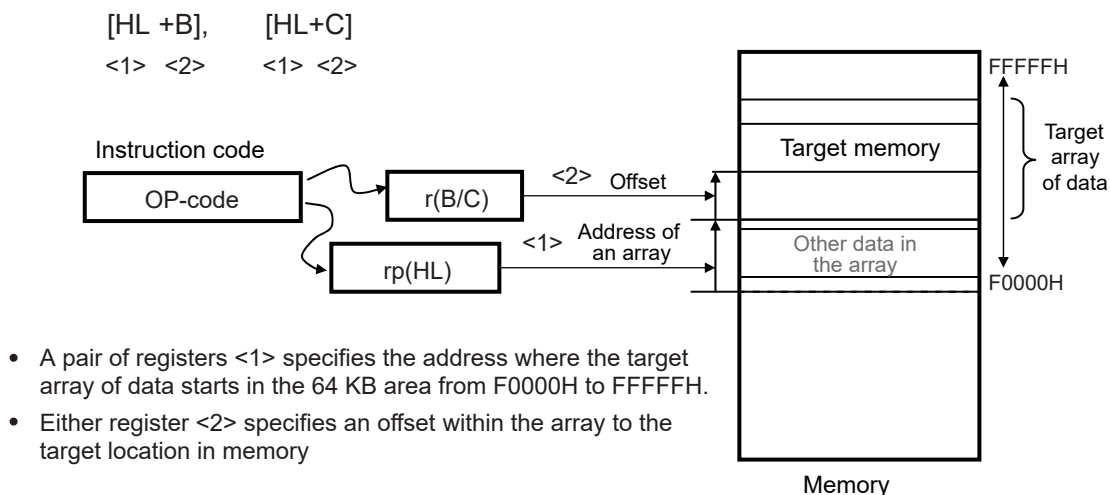 [HL +B], [HL+C]
<1> <2> <1> <2>
FFFFFH
Target
array
of data
Target memory
Instruction code
OP-code
r(B/C)
<2> Offset
<1> Address of
an array
rp(HL)
Other data in
the array
F0000H
• A pair of registers <1> specifies the address where the target
array of data starts in the 64 KB area from F0000H to FFFFFH.
• Either register <2> specifies an offset within the array to the
target location in memory
Memory